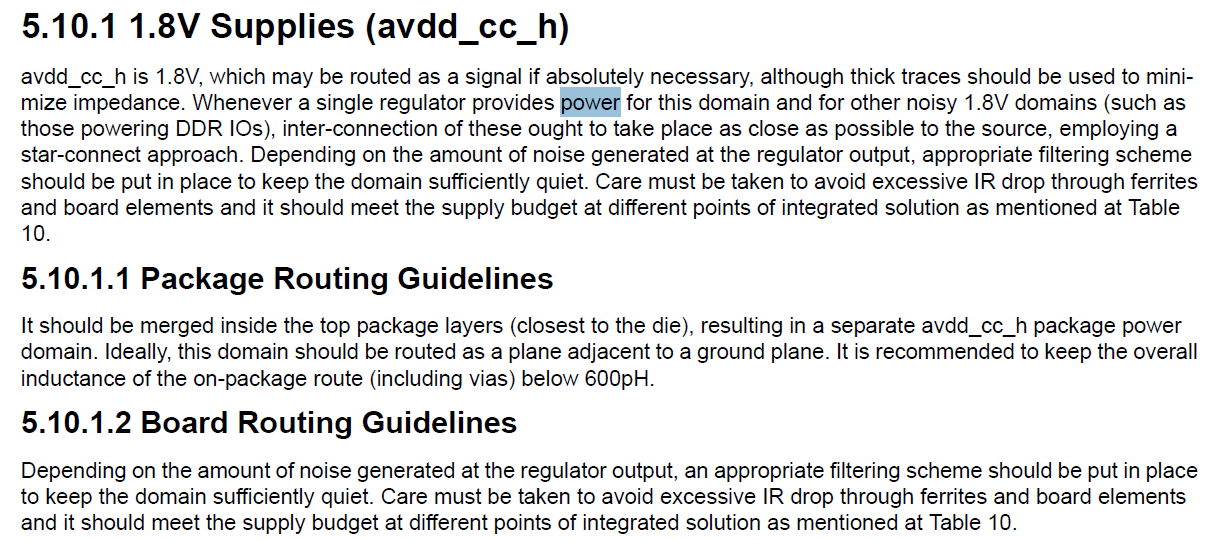 5.10.1 1.8V Supplies (avdd_cc_h)
avdd_cc_h is 1.8V, which may be routed as a signal if absolutely necessary, although thick traces should be used to mini-
mize impedance. Whenever a single regulator provides power for this domain and for other noisy 1.8V domains (such as
those powering DDR IOs), inter-connection of these ought to take place as close as possible to the source, employing a
star-connect approach. Depending on the amount of noise generated at the regulator output, appropriate filtering scheme
should be put in place to keep the domain sufficiently quiet. Care must be taken to avoid excessive IR drop through ferrites
and board elements and it should meet the supply budget at different points of integrated solution as mentioned at Table
10.
5.10.1.1 Package Routing Guidelines
It should be merged inside the top package layers (closest to the die), resulting in a separate avdd_cc_h package power
domain. Ideally, this domain should be routed as a plane adjacent to a ground plane. It is recommended to keep the overall
inductance of the on-package route (including vias) below 600pH.
5.10.1.2 Board Routing Guidelines
Depending on the amount of noise generated at the regulator output, an appropriate filtering scheme should be put in place
to keep the domain sufficiently quiet. Care must be taken to avoid excessive IR drop through ferrites and board elements
and it should meet the supply budget at different points of integrated solution as mentioned at Table 10.